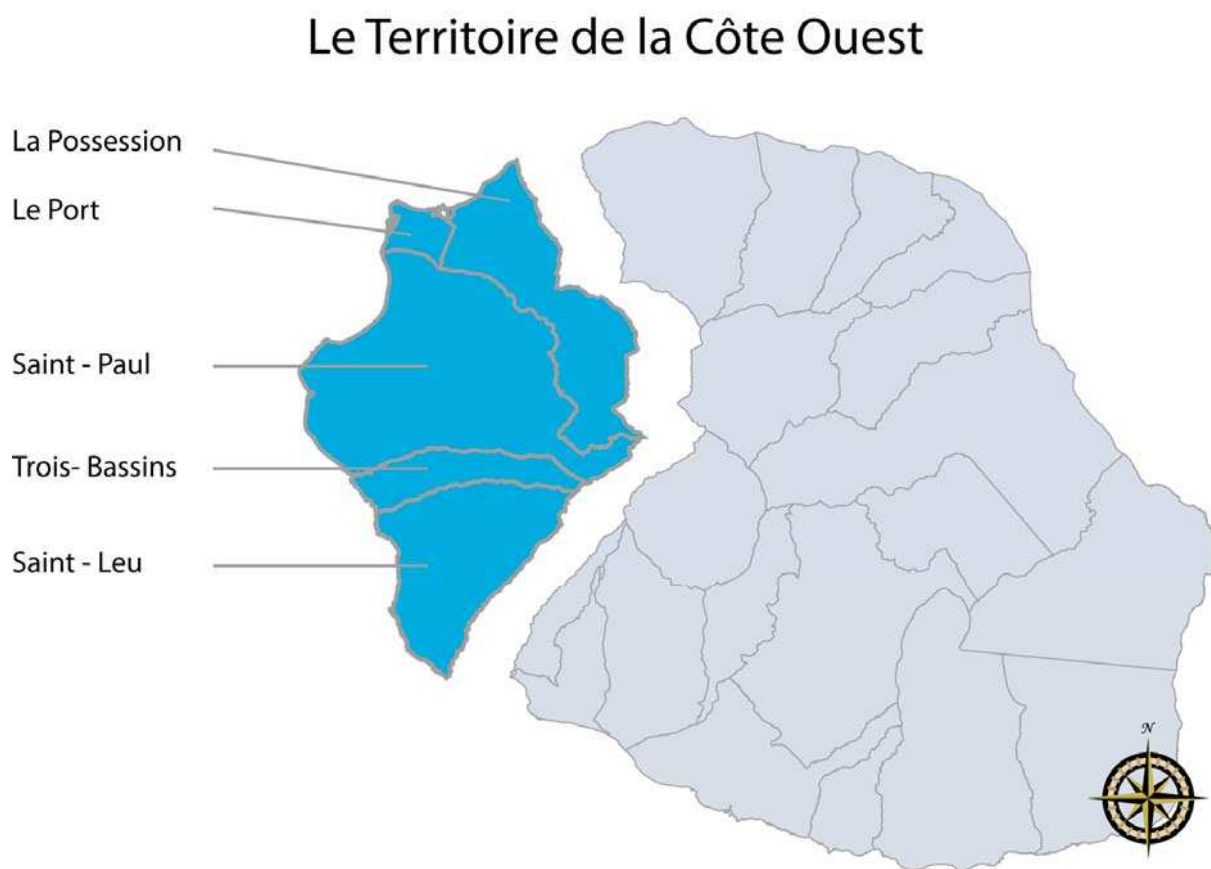 Le Territoire de la Côte Ouest
La Possession
Le Port
Saint - Paul
Trois- Bassins
Saint - Leu
N